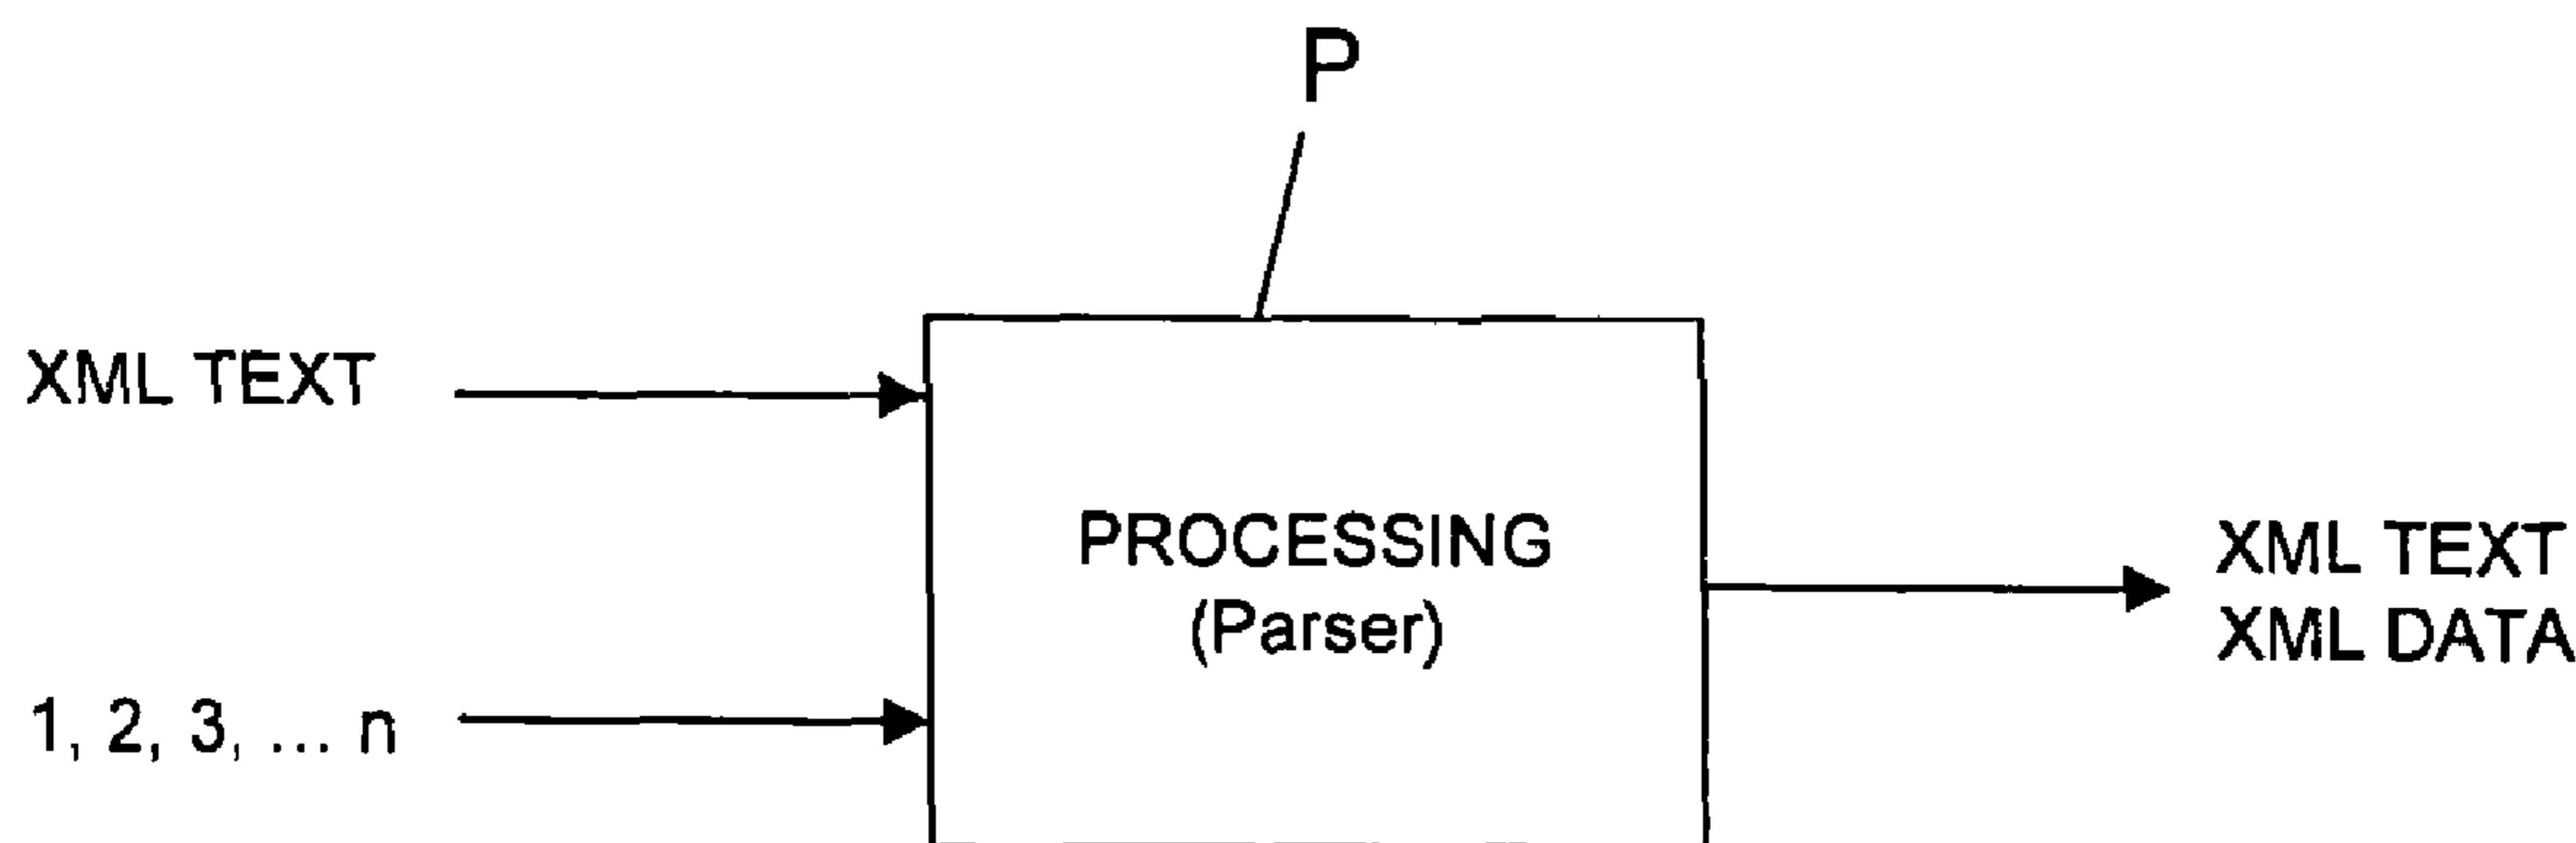 P
XML TEXT
PROCESSING
(Parser)
1, 2, 3, ... n
XML TEXT
XML DATA